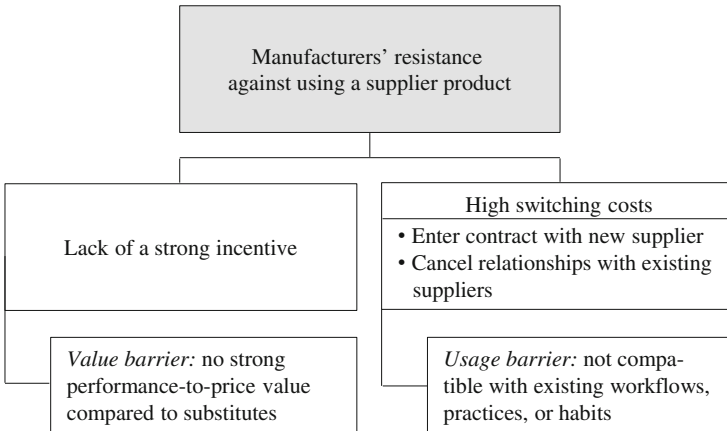 Manufacturers’ resistance
against using a supplier product
Lack of a strong incentive
High switching costs
• Enter contract with new supplier
• Cancel relationships with existing
suppliers
Value barrier: no strong
performance-to-price value
compared to substitutes
Usage barrier: not compa-
tible with existing workflows,
practices, or habits